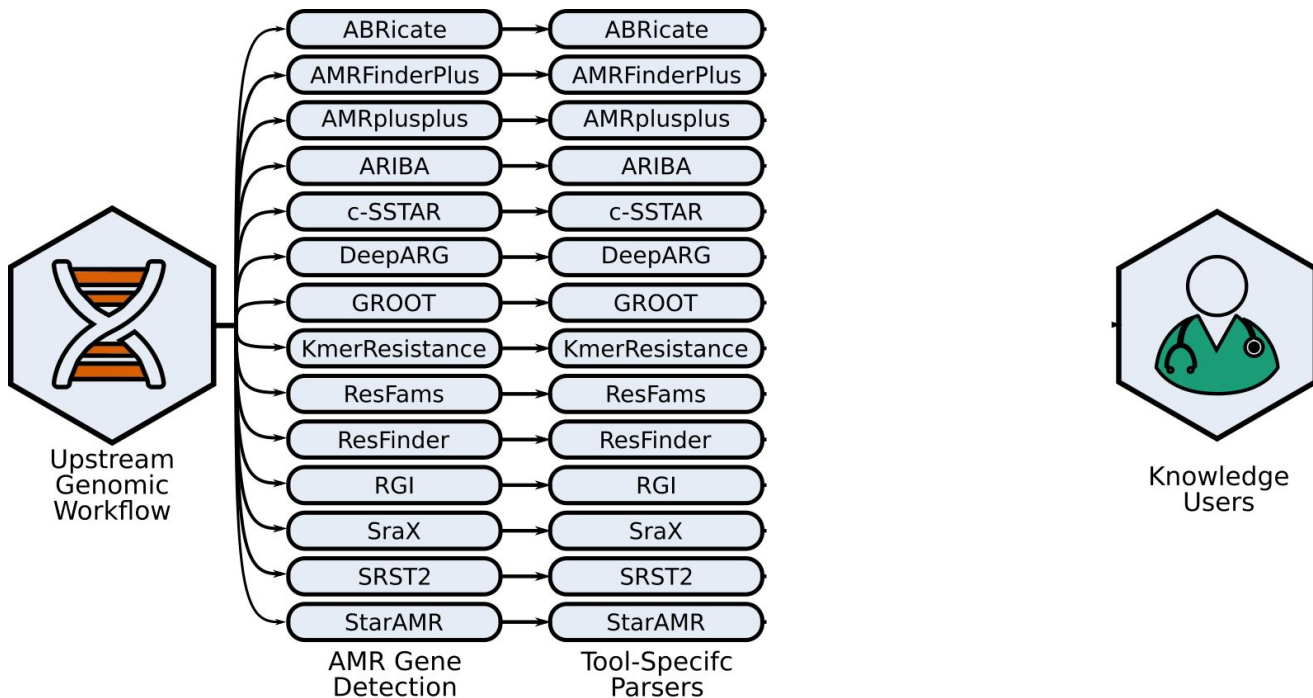 ABRicate
ABRicate
AMRFinderPlus
AMRFinderPlus
AMRplusplus
AMRplusplus
ARIBA
ARIBA
c-SSTAR
c-SSTAR
DeepARG
DeepARG
GROOT
GROOT
KmerResistance
KmerResistance
ResFams
ResFams
ResFinder
ResFinder
RGI
RGI
SraX
SraX
SRST2
SRST2
StarAMR
StarAMR
Upstream
Genomic
Workflow
AMR Gene
Detection
Tool-Specifc
Parsers
Knowledge
Users